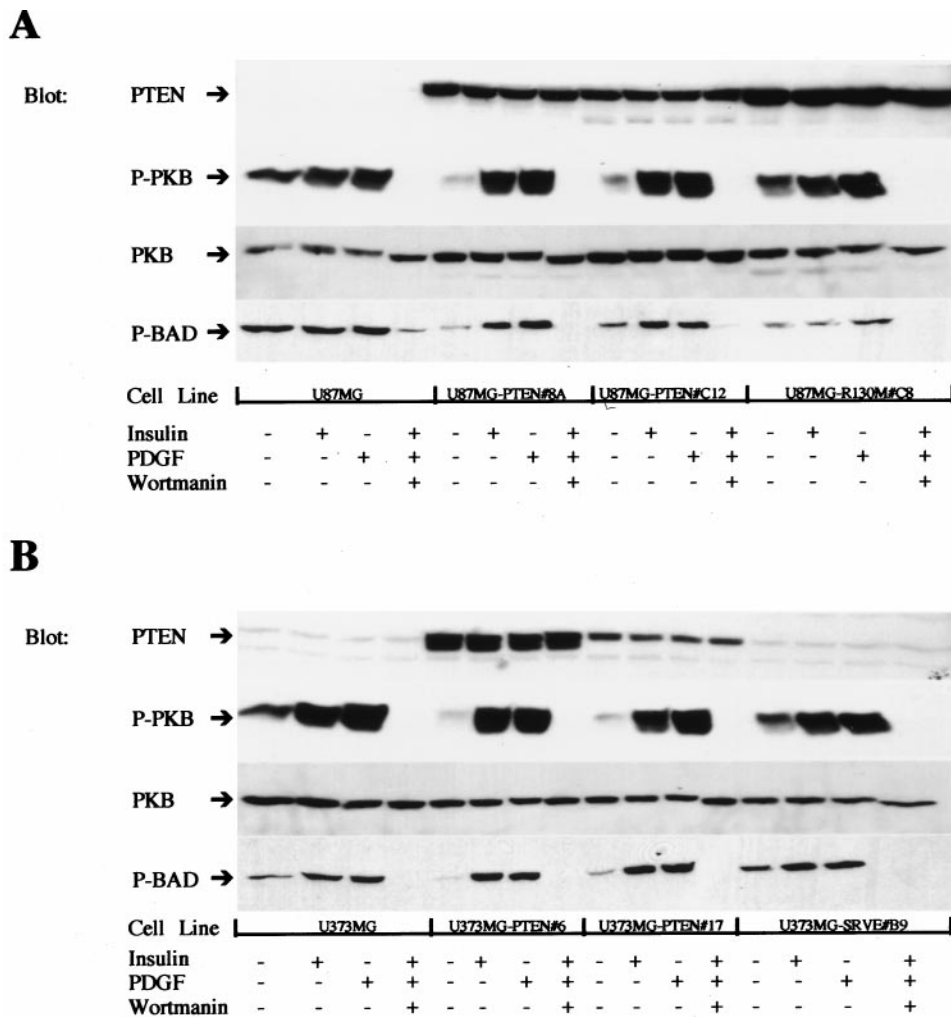 A
Blot: PTEN →
P-PKB →
PKB →
P-BAD →
Cell Line U87MG U87MG-PTEN#8A U87MG-PTEN#C12 U87MG-R130M#C8
Insulin - + - + - + - + - + - + - + - +
PDGF - - + + - - + + - - + + - - + +
Wortmanin - - - + - - - + - - - + - - - +
B
Blot: PTEN →
P-PKB →
PKB →
P-BAD →
Cell Line U373MG U373MG-PTEN#6 U373MG-PTEN#17 U373MG-SRVE#B9
Insulin - + - + - + - + - + - + - + - +
PDGF - - + + - - + + - - + + - - + +
Wortmanin - - - + - - - + - - - + - - - +